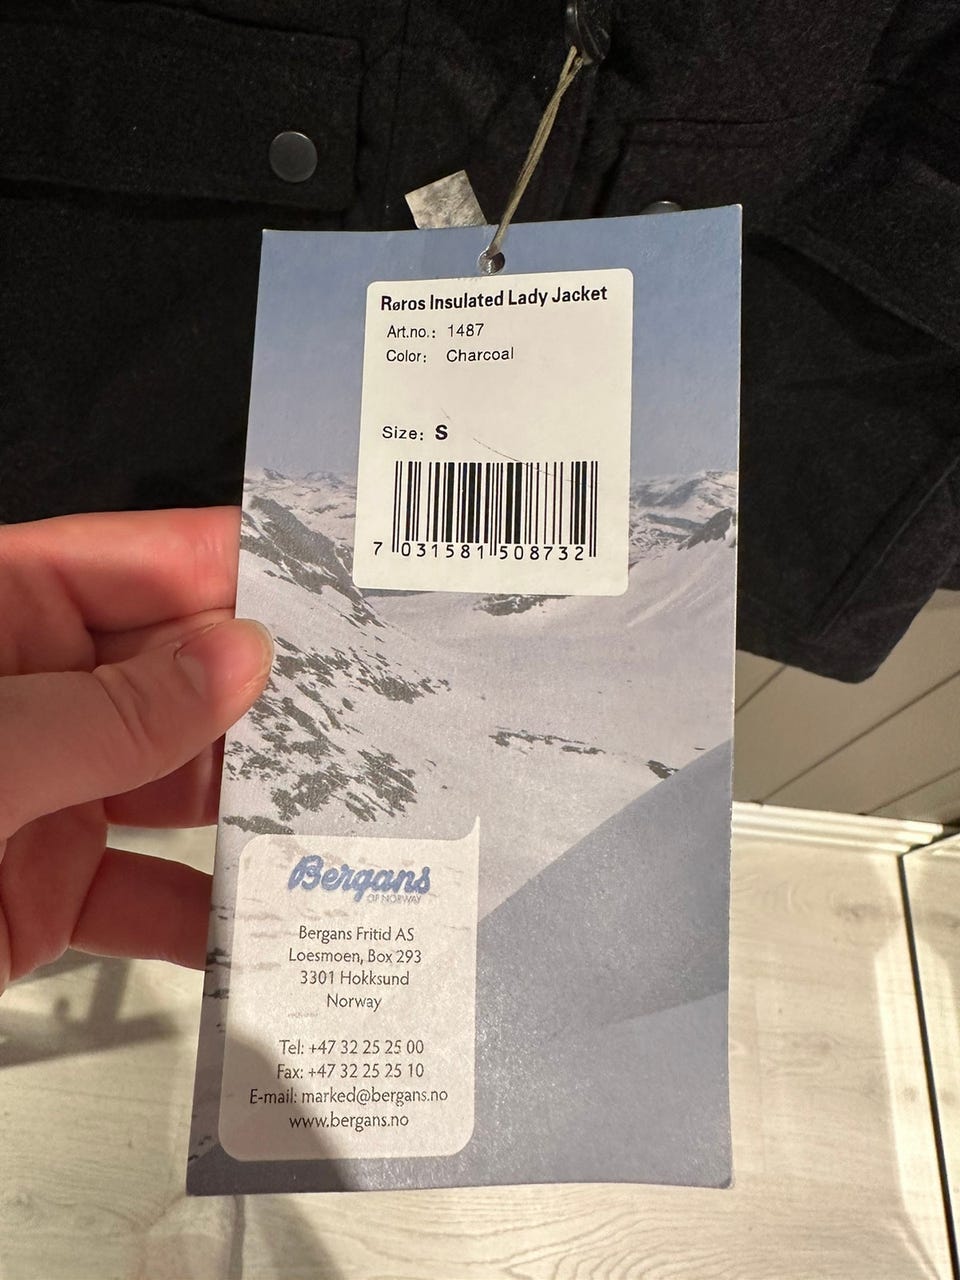 Røros Insulated Lady Jacket
Art.no.: 1487
Color: Charcoal
Size: S
7 031581 508732
Bergans
OF NORWAY
Bergans Fritid AS
Loesmoen, Box 293
3301 Hokksund
Norway
Tel: +47 32 25 25 00
Fax: +47 32 25 25 10
E-mail: marked@bergans.no
www.bergans.no